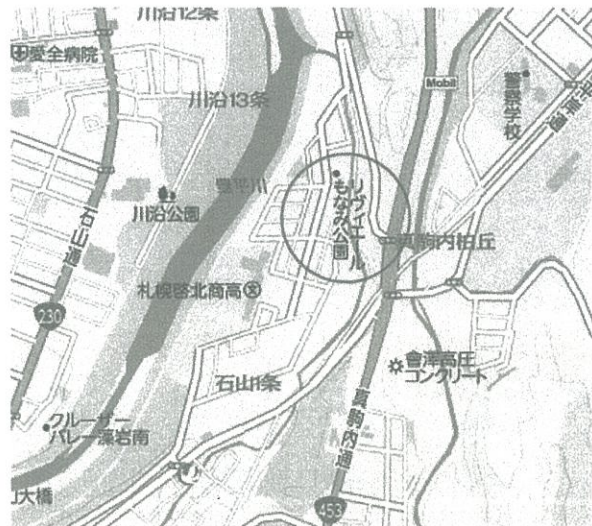 川沿12条
愛全病院
川沿13条
Mobil
警察学校
平岸通
豊平川
川沿公園
リヴィエール
もなみ公園
真駒内柏丘
石山通
札幌啓北商高
230
會澤高圧
コンクリート
石山1条
真駒内通
クルーザー
バレー藻岩南
大橋
453